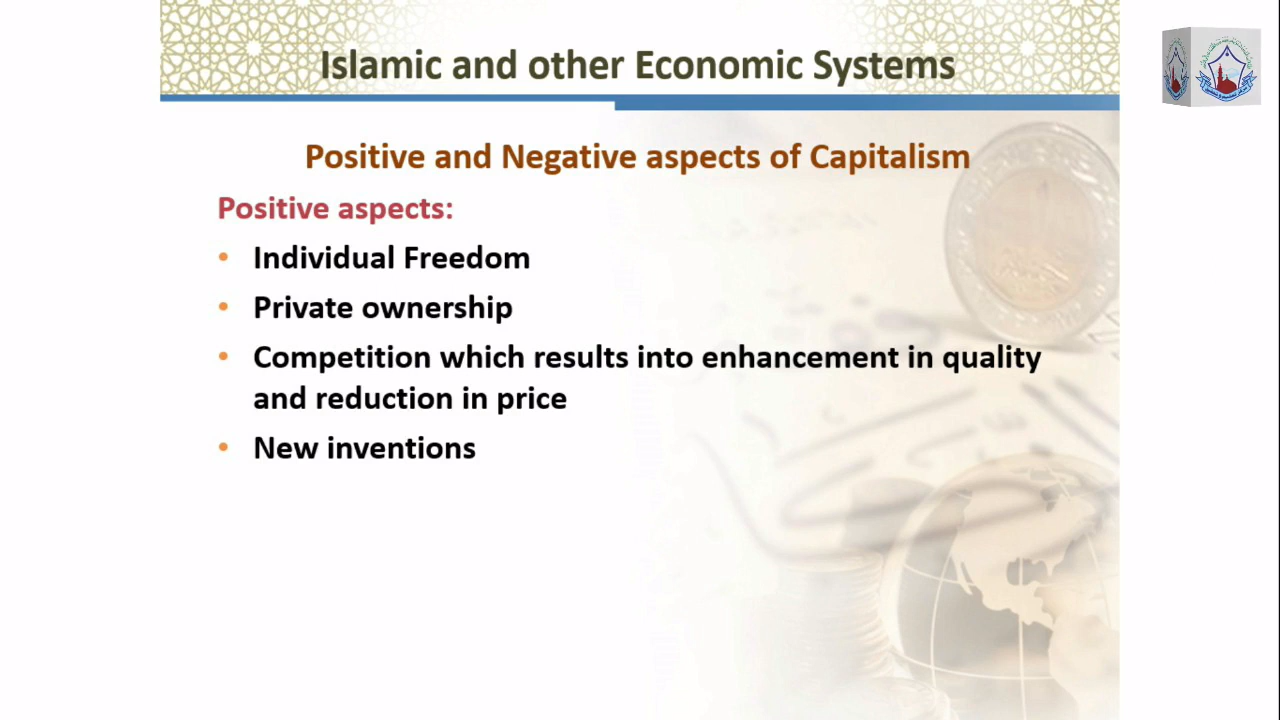 Islamic and other Economic Systems
Positive and Negative aspects of Capitalism
Positive aspects:
• Individual Freedom
• Private ownership
• Competition which results into enhancement in quality
and reduction in price
• New inventions